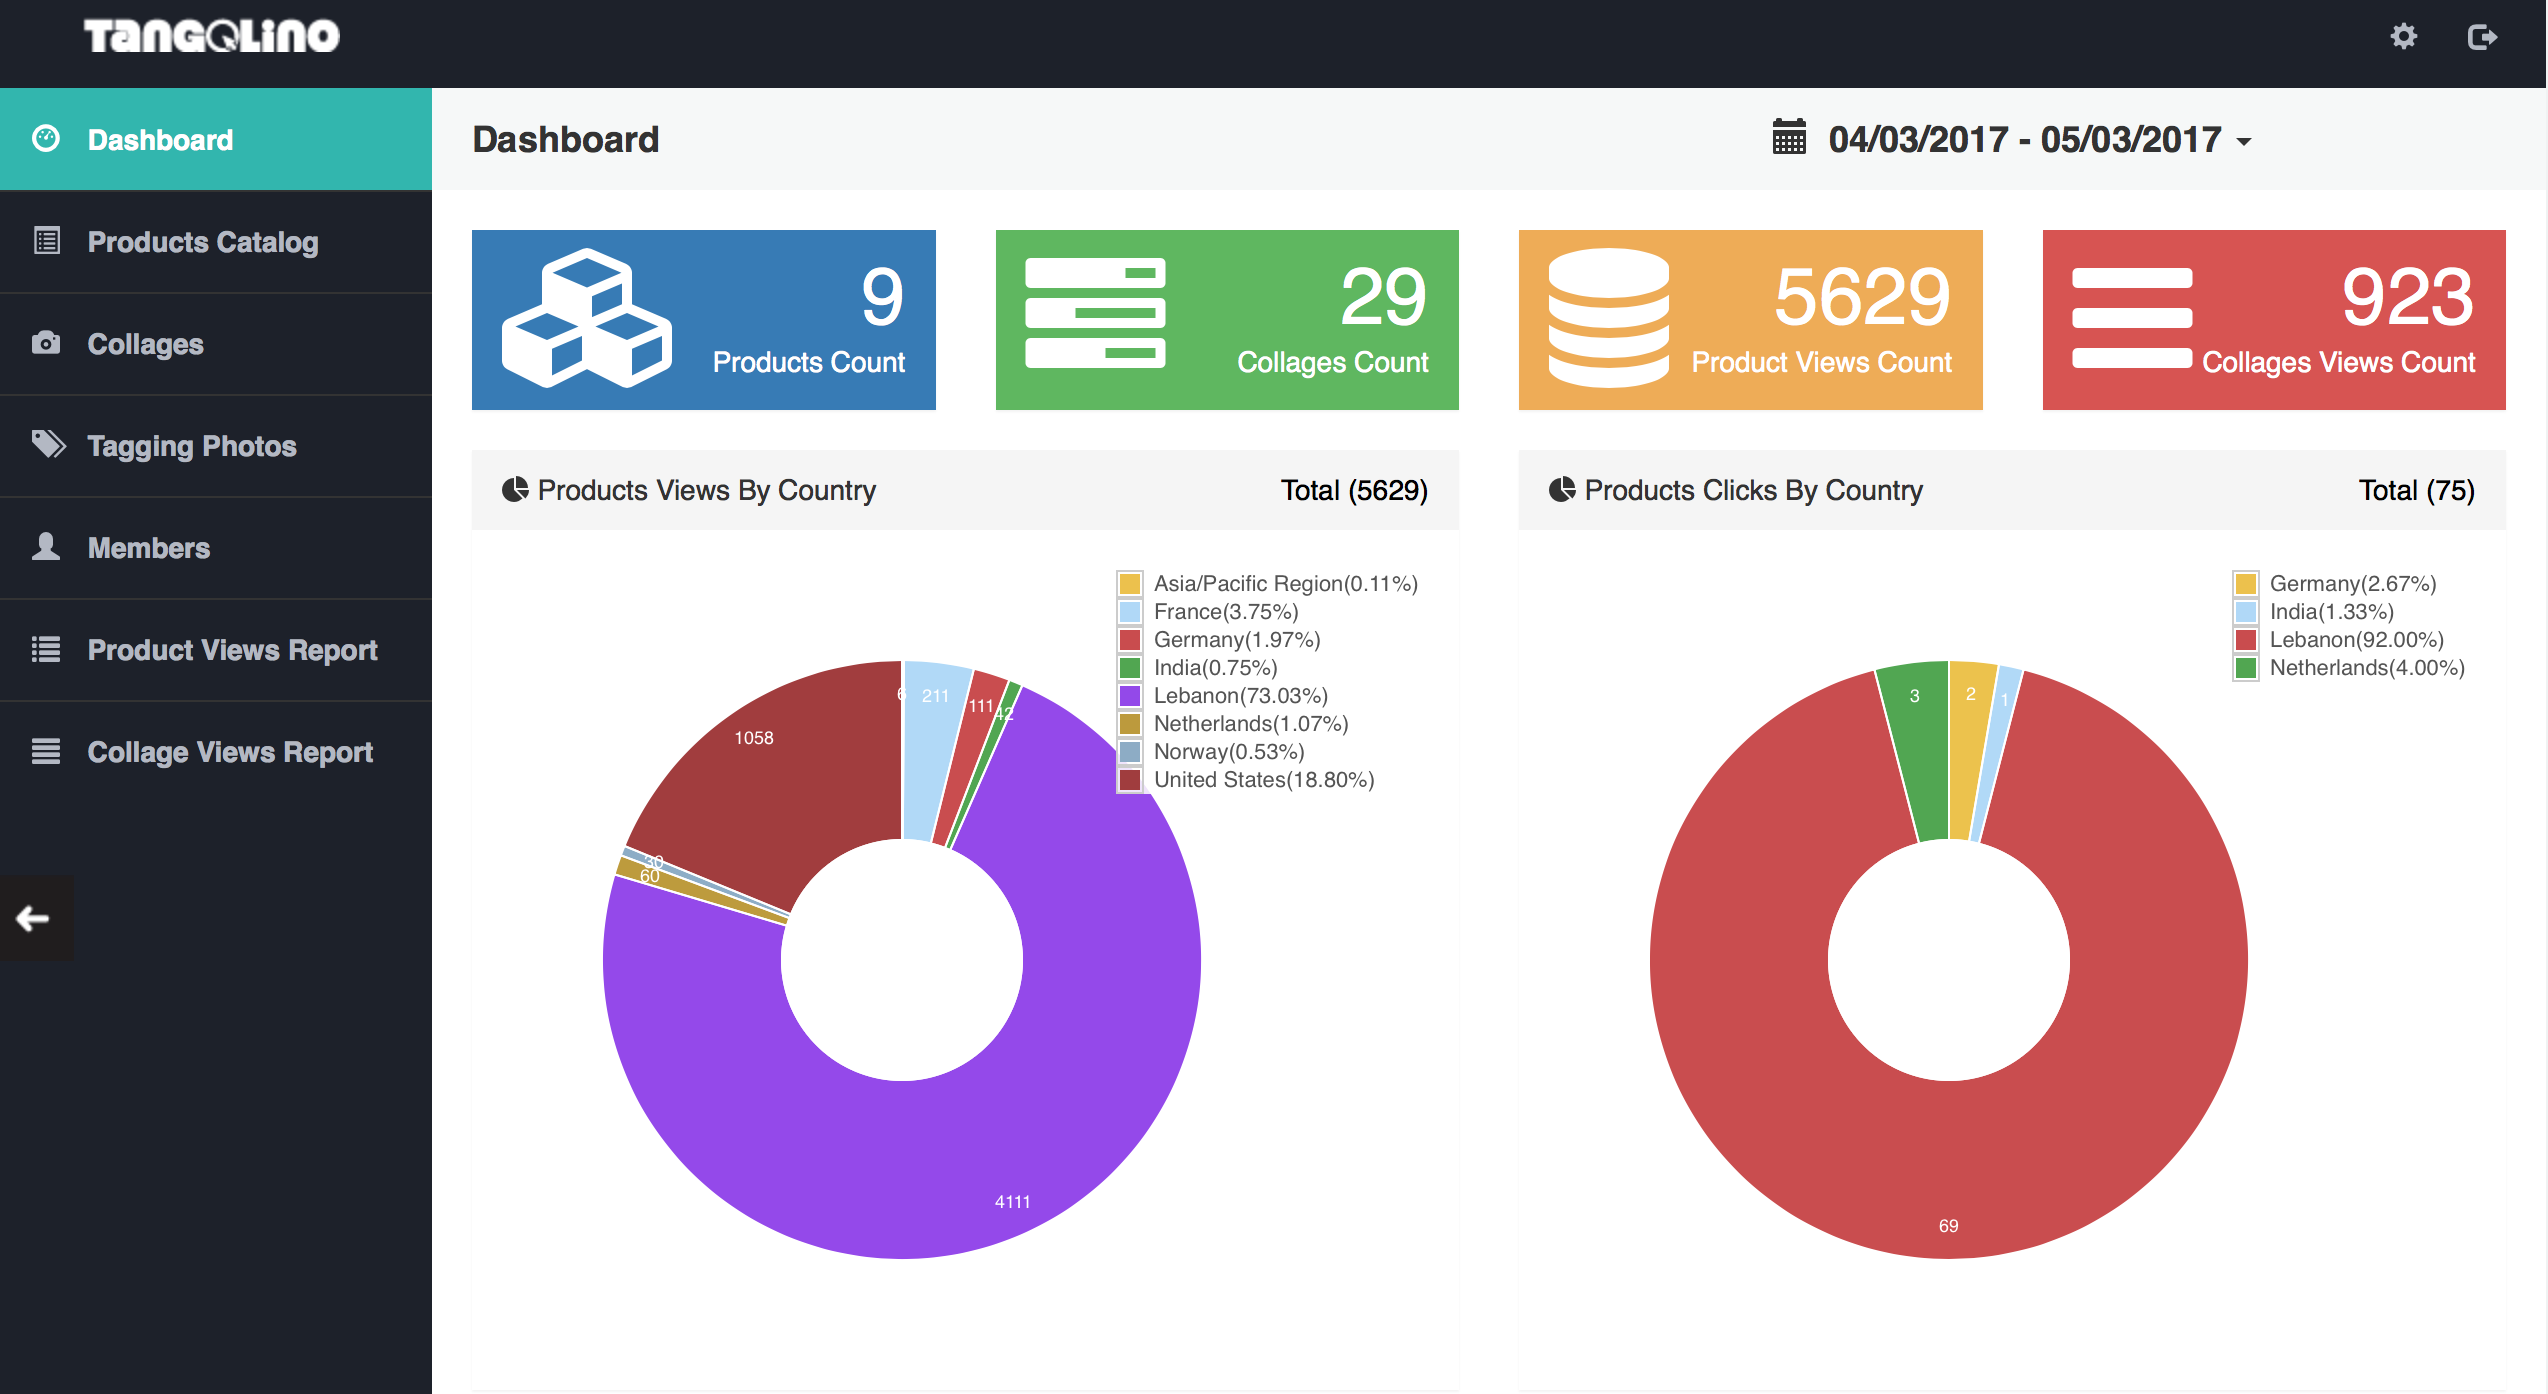 TangoLino
Dashboard
Products Catalog
Collages
Tagging Photos
Members
Product Views Report
Collage Views Report
Dashboard
04/03/2017 - 05/03/2017
9
Products Count
29
Collages Count
5629
Product Views Count
923
Collages Views Count
Products Views By Country
Total (5629)
Asia/Pacific Region(0.11%)
France(3.75%)
Germany(1.97%)
India(0.75%)
Lebanon(73.03%)
Netherlands(1.07%)
Norway(0.53%)
United States(18.80%)
6
211
111
42
1058
30
60
4111
Products Clicks By Country
Total (75)
Germany(2.67%)
India(1.33%)
Lebanon(92.00%)
Netherlands(4.00%)
3
2
1
69